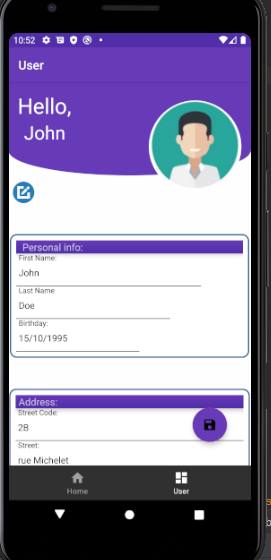 10:52
User
Hello,
John
Personal info:
First Name:
John
Last Name
Doe
Birthday:
15/10/1995
Address:
Street Code:
2B
Street:
rue Michelet
Home
User